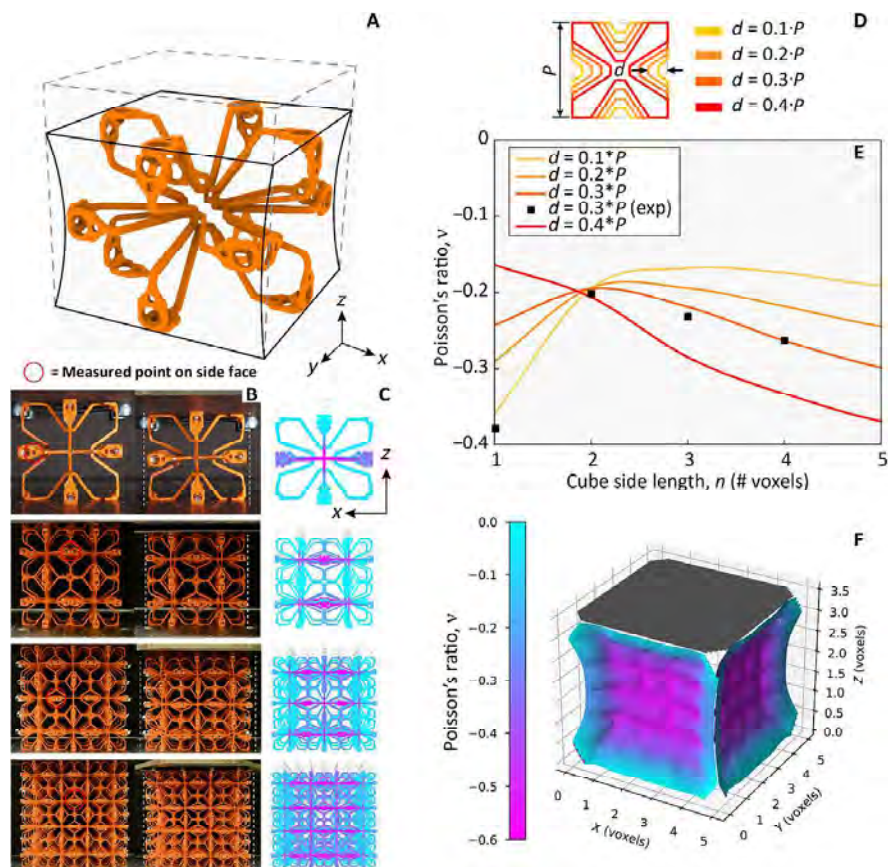 A
z
y
x
= Measured point on side face
B
C
z
x
D
P
d
d = 0.1·P
d = 0.2·P
d = 0.3·P
d = 0.4·P
E
d = 0.1*P
d = 0.2*P
d = 0.3*P
d = 0.3*P (exp)
d = 0.4*P
0
−0.1
−0.2
−0.3
−0.4
Poisson's ratio, ν
1
2
3
4
5
Cube side length, n (# voxels)
F
0.0
−0.1
−0.2
−0.3
−0.4
−0.5
−0.6
Poisson's ratio, ν
3.5
3.0
2.5
2.0
1.5
1.0
0.5
0.0
Z (voxels)
0
1
2
3
4
5
X (voxels)
0
1
2
3
4
5
Y (voxels)